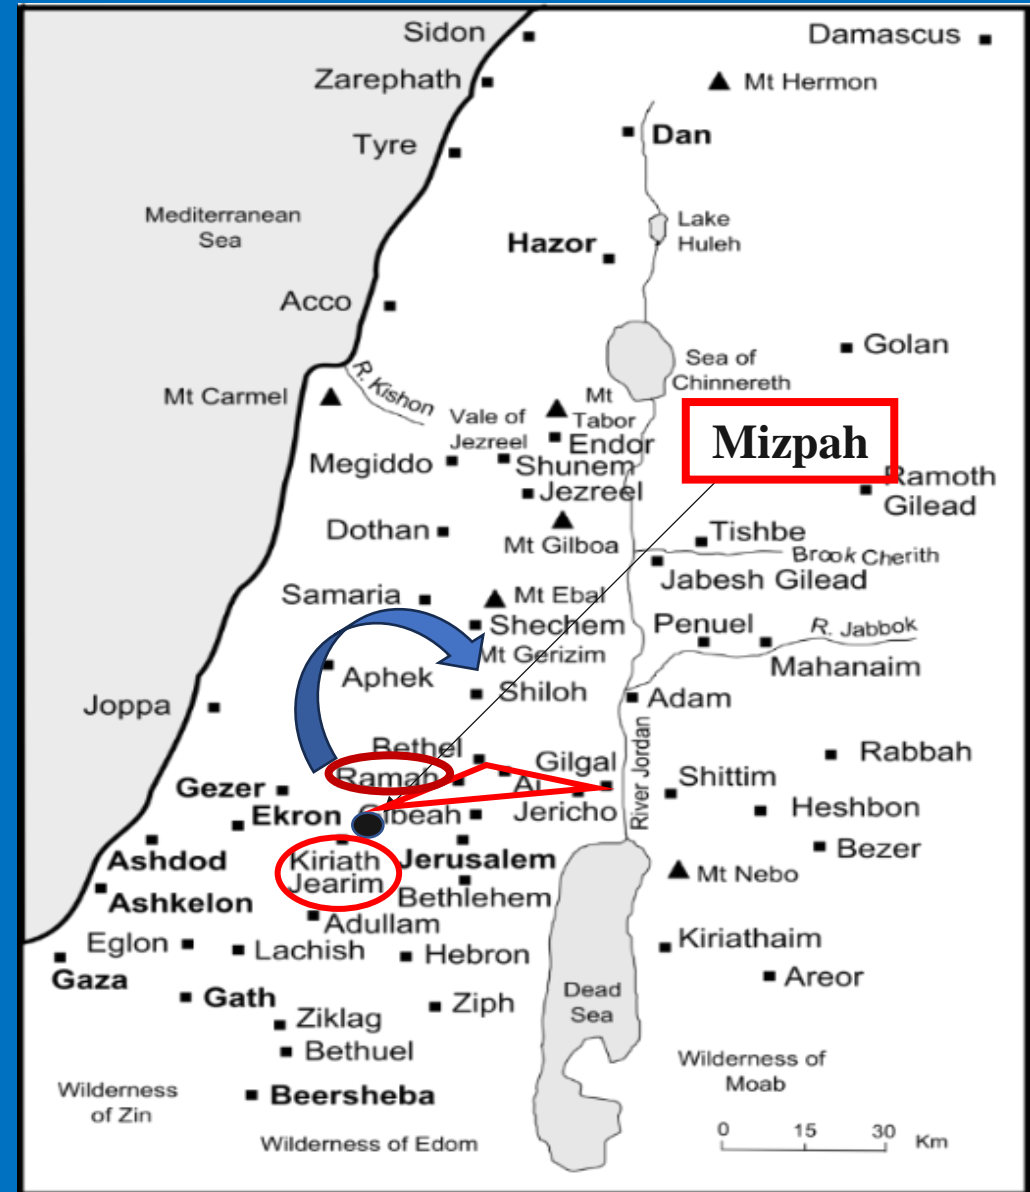 Sidon
Damascus
Zarephath
Mt Hermon
Dan
Tyre
Mediterranean
Sea
Lake
Huleh
Hazor
Acco
Golan
Sea of
Chinnereth
R. Kishon
Mt Carmel
Mt
Tabor
Vale of
Jezreel
Endor
Mizpah
Megiddo
Shunem
Ramoth
Gilead
Jezreel
Dothan
Tishbe
Mt Gilboa
Brook Cherith
Jabesh Gilead
Samaria
Mt Ebal
Shechem
Penuel
R. Jabbok
Mt Gerizim
Mahanaim
Aphek
Shiloh
Adam
Joppa
River Jordan
Bethel
Gilgal
Rabbah
Ramah
Ai
Shittim
Gezer
Jericho
Heshbon
Ekron
Gibeah
Bezer
Ashdod
Kiriath
Jearim
Jerusalem
Mt Nebo
Bethlehem
Ashkelon
Adullam
Eglon
Lachish
Hebron
Kiriathaim
Gaza
Areor
Gath
Ziph
Dead
Sea
Ziklag
Bethuel
Wilderness of
Moab
Wilderness
of Zin
Beersheba
Wilderness of Edom
0 15 30 Km